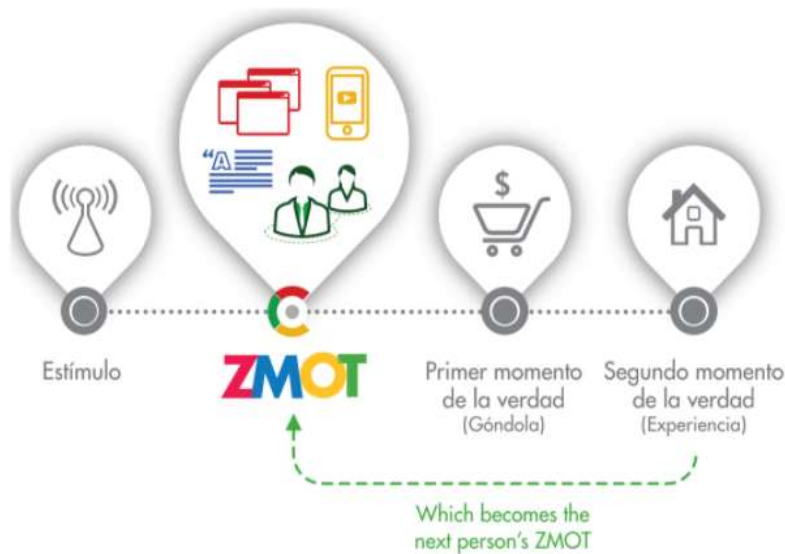 “A
$
Estímulo
ZMOT
Primer momento
de la verdad
(Góndola)
Segundo momento
de la verdad
(Experiencia)
Which becomes the
next person's ZMOT